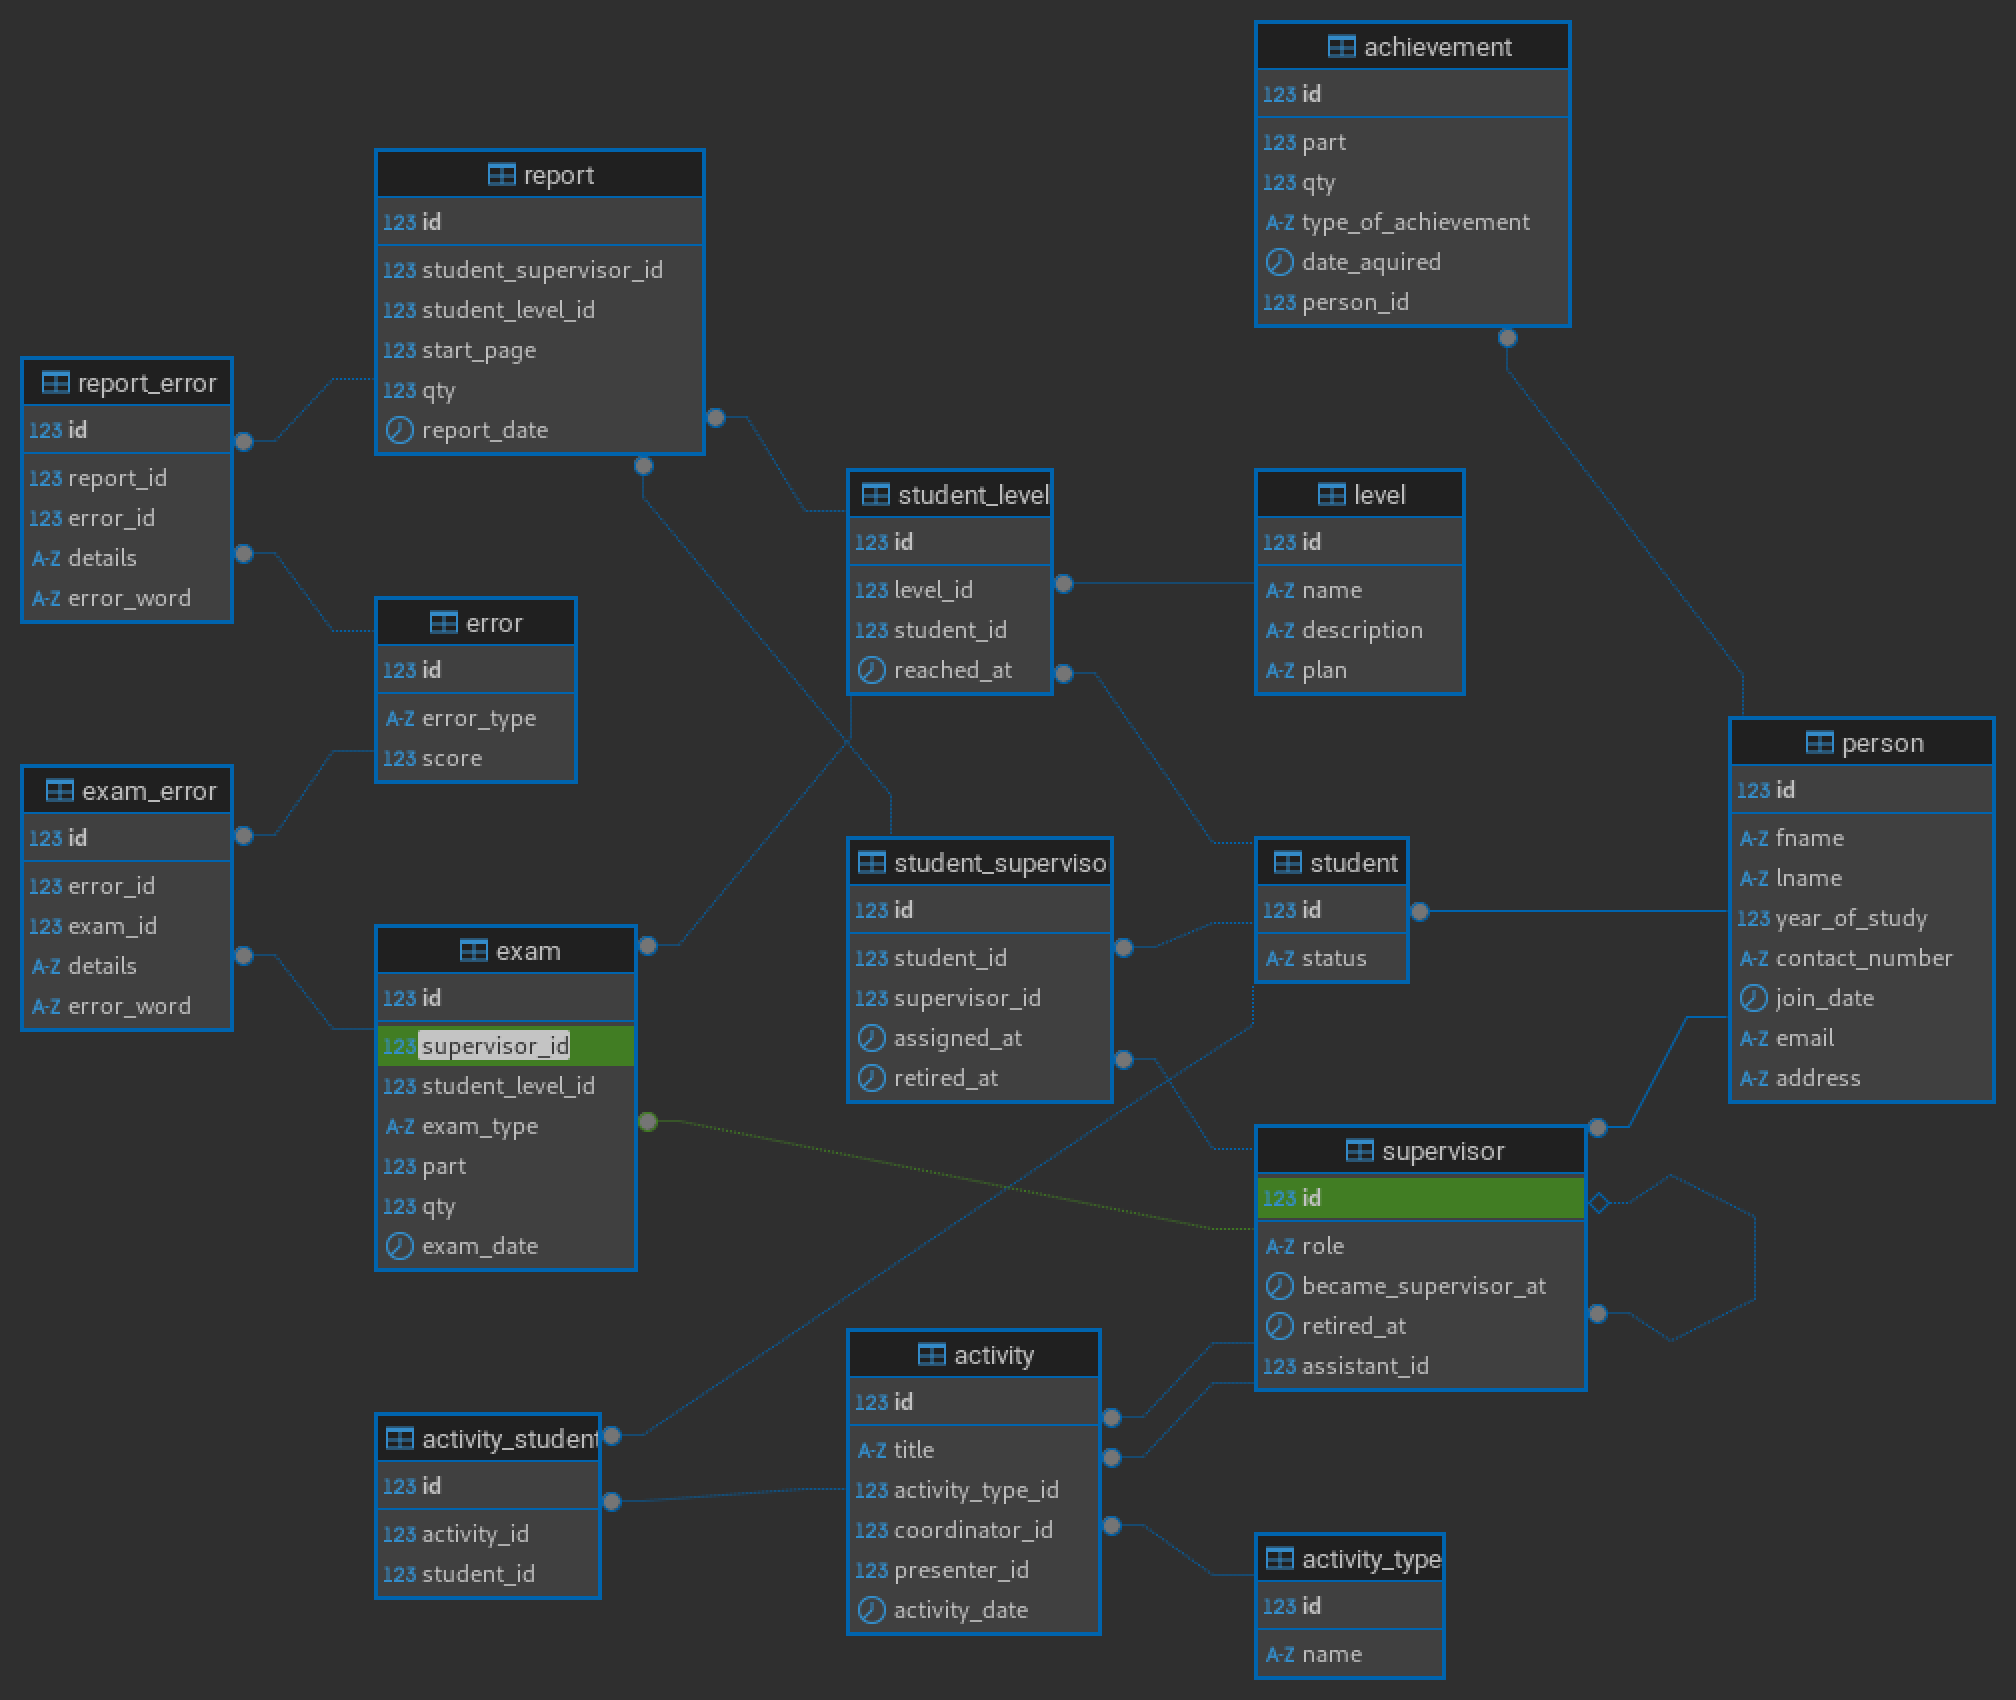 achievement
123 id
123 part
123 qty
A-Z type_of_achievement
date_aquired
123 person_id
report
123 id
123 student_supervisor_id
123 student_level_id
123 start_page
123 qty
report_date
report_error
123 id
123 report_id
123 error_id
A-Z details
A-Z error_word
student_level
123 id
123 level_id
123 student_id
reached_at
level
123 id
A-Z name
A-Z description
A-Z plan
error
123 id
A-Z error_type
123 score
person
123 id
A-Z fname
A-Z lname
123 year_of_study
A-Z contact_number
join_date
A-Z email
A-Z address
exam_error
123 id
123 error_id
123 exam_id
A-Z details
A-Z error_word
student_superviso
123 id
123 student_id
123 supervisor_id
assigned_at
retired_at
student
123 id
A-Z status
exam
123 id
123 supervisor_id
123 student_level_id
A-Z exam_type
123 part
123 qty
exam_date
supervisor
123 id
A-Z role
became_supervisor_at
retired_at
123 assistant_id
activity
123 id
A-Z title
123 activity_type_id
123 coordinator_id
123 presenter_id
activity_date
activity_student
123 id
123 activity_id
123 student_id
activity_type
123 id
A-Z name